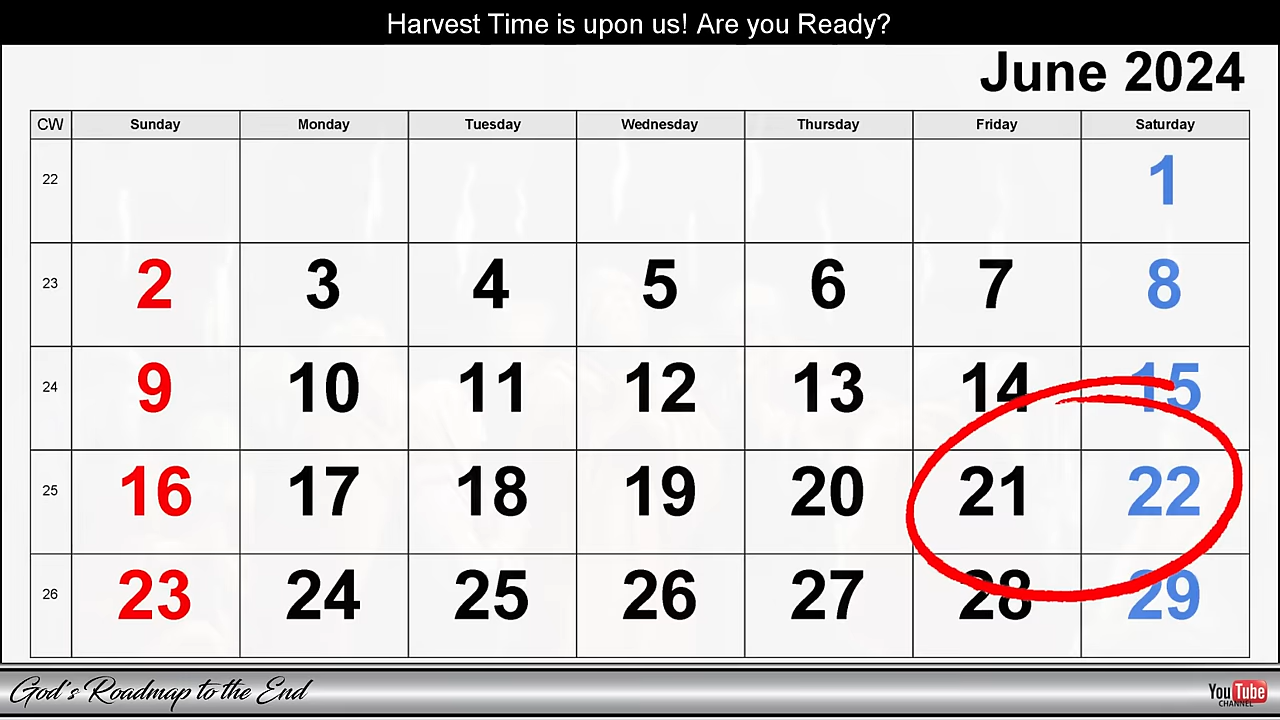 Harvest Time is upon us! Are you Ready?
June 2024
CW Sunday Monday Tuesday Wednesday Thursday Friday Saturday
22 1
23 2 3 4 5 6 7 8
24 9 10 11 12 13 14 15
25 16 17 18 19 20 21 22
26 23 24 25 26 27 28 29
God's Roadmap to the End
YouTube
CHANNEL